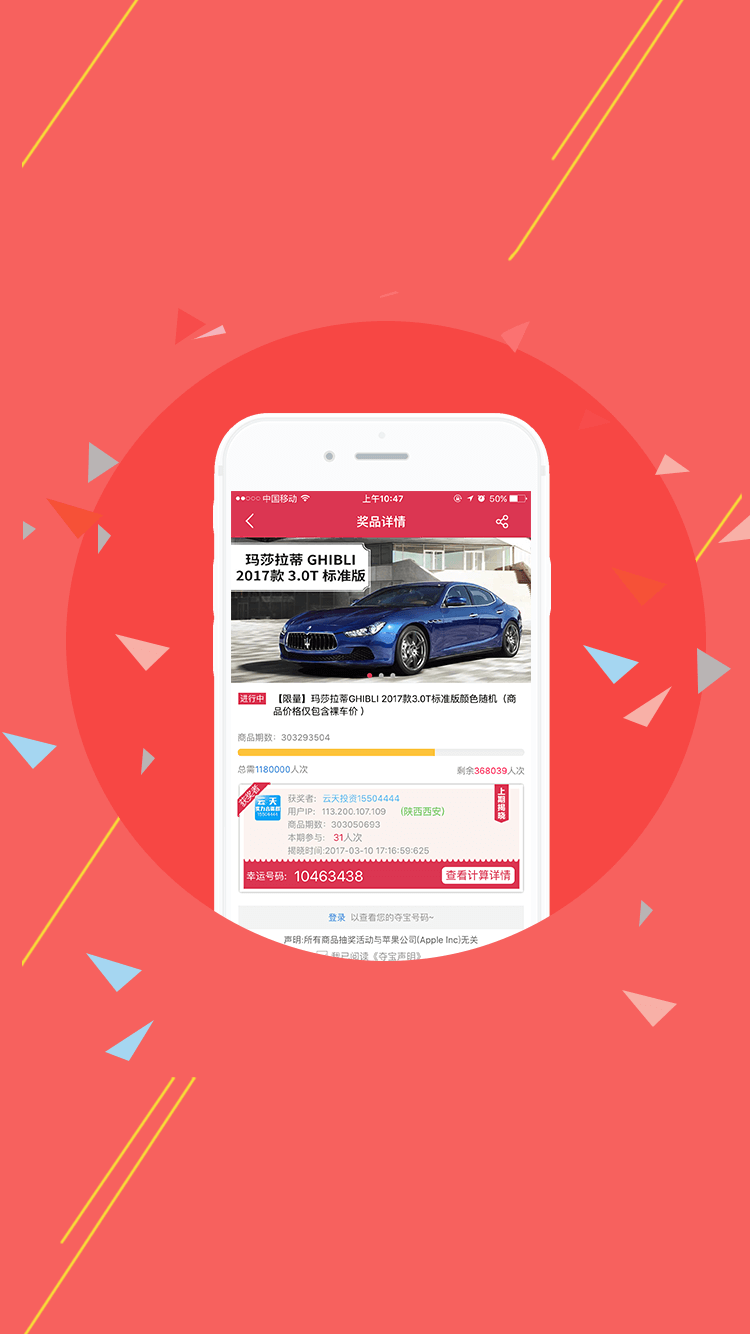 中国移动
上午10:47
50%
奖品详情
玛莎拉蒂 GHIBLI
2017款 3.0T 标准版
进行中
【限量】玛莎拉蒂GHIBLI 2017款3.0T标准版颜色随机（商
品价格仅包含裸车价 ）
商品期数：303293504
总需1180000人次
剩余368039人次
获奖者
上期揭晓
云 天
15504444
获奖者：云天投资15504444
用户IP：113.200.107.109 (陕西西安)
商品期数：303050693
本期参与：31人次
揭晓时间:2017-03-10 17:16:59:625
幸运号码：10463438
查看计算详情
登录 以查看您的夺宝号码~
声明:所有商品抽奖活动与苹果公司(Apple Inc)无关
我已阅读《夺宝声明》